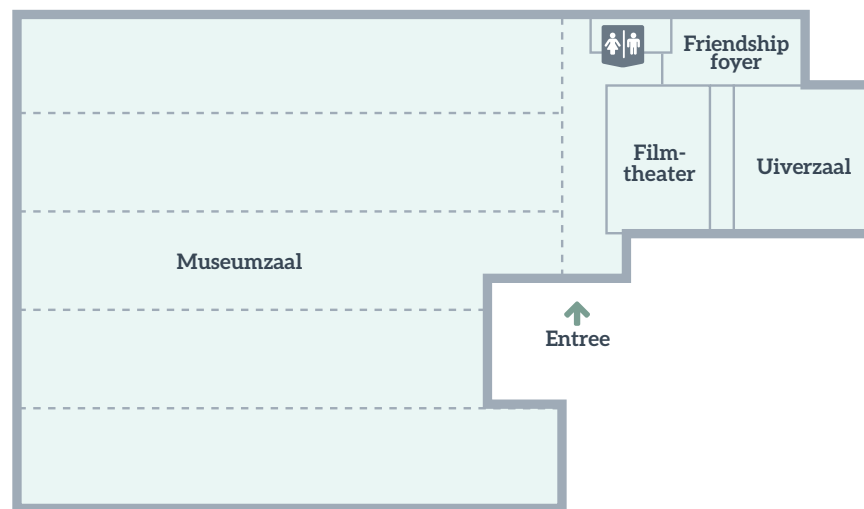 Friendship
foyer
Film-
theater
Uiverzaal
Museumzaal
Entree